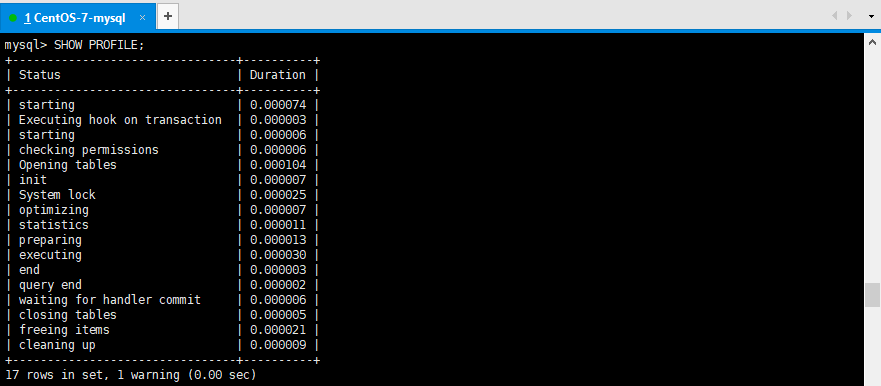 1 CentOS-7-mysql × +
mysql> SHOW PROFILE;
+--------------------------------+----------+
| Status                         | Duration |
+--------------------------------+----------+
| starting                       | 0.000074 |
| Executing hook on transaction  | 0.000003 |
| starting                       | 0.000006 |
| checking permissions           | 0.000006 |
| Opening tables                 | 0.000104 |
| init                           | 0.000007 |
| System lock                    | 0.000025 |
| optimizing                     | 0.000007 |
| statistics                     | 0.000011 |
| preparing                      | 0.000013 |
| executing                      | 0.000030 |
| end                            | 0.000003 |
| query end                      | 0.000002 |
| waiting for handler commit     | 0.000006 |
| closing tables                 | 0.000005 |
| freeing items                  | 0.000021 |
| cleaning up                    | 0.000009 |
+--------------------------------+----------+
17 rows in set, 1 warning (0.00 sec)